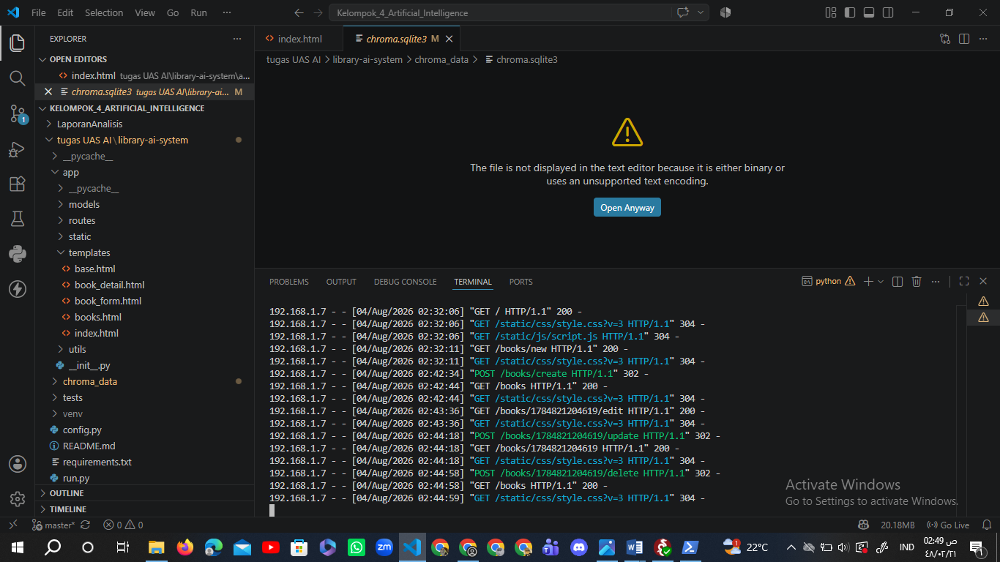 File Edit Selection View Go Run ··· Kelompok_4_Artificial_Intelligence
EXPLORER
OPEN EDITORS
index.html tugas UAS AI\library-ai-system\a...
chroma.sqlite3 tugas UAS AI\library-ai... M
KELOMPOK_4_ARTIFICIAL_INTELLIGENCE
LaporanAnalisis
tugas UAS AI\library-ai-system
__pycache__
app
__pycache__
models
routes
static
templates
base.html
book_detail.html
book_form.html
books.html
index.html
utils
__init__.py
chroma_data
tests
venv
config.py
README.md
requirements.txt
run.py
OUTLINE
TIMELINE
index.html chroma.sqlite3 M
tugas UAS AI > library-ai-system > chroma_data > chroma.sqlite3
The file is not displayed in the text editor because it is either binary or
uses an unsupported text encoding.
Open Anyway
PROBLEMS OUTPUT DEBUG CONSOLE TERMINAL PORTS
python
192.168.1.7 - - [04/Aug/2026 02:32:06] "GET / HTTP/1.1" 200 -
192.168.1.7 - - [04/Aug/2026 02:32:06] "GET /static/css/style.css?v=3 HTTP/1.1" 304 -
192.168.1.7 - - [04/Aug/2026 02:32:06] "GET /static/js/script.js HTTP/1.1" 304 -
192.168.1.7 - - [04/Aug/2026 02:32:11] "GET /books/new HTTP/1.1" 200 -
192.168.1.7 - - [04/Aug/2026 02:32:11] "GET /static/css/style.css?v=3 HTTP/1.1" 304 -
192.168.1.7 - - [04/Aug/2026 02:42:34] "POST /books/create HTTP/1.1" 302 -
192.168.1.7 - - [04/Aug/2026 02:42:44] "GET /books HTTP/1.1" 200 -
192.168.1.7 - - [04/Aug/2026 02:42:44] "GET /static/css/style.css?v=3 HTTP/1.1" 304 -
192.168.1.7 - - [04/Aug/2026 02:43:36] "GET /books/1784821204619/edit HTTP/1.1" 200 -
192.168.1.7 - - [04/Aug/2026 02:43:36] "GET /static/css/style.css?v=3 HTTP/1.1" 304 -
192.168.1.7 - - [04/Aug/2026 02:44:18] "POST /books/1784821204619/update HTTP/1.1" 302 -
192.168.1.7 - - [04/Aug/2026 02:44:18] "GET /books/1784821204619 HTTP/1.1" 200 -
192.168.1.7 - - [04/Aug/2026 02:44:18] "GET /static/css/style.css?v=3 HTTP/1.1" 304 -
192.168.1.7 - - [04/Aug/2026 02:44:58] "POST /books/1784821204619/delete HTTP/1.1" 302 -
192.168.1.7 - - [04/Aug/2026 02:44:58] "GET /books HTTP/1.1" 200 -
192.168.1.7 - - [04/Aug/2026 02:44:59] "GET /static/css/style.css?v=3 HTTP/1.1" 304 -
Activate Windows
Go to Settings to activate Windows.
1
master* 0 0 20.18MB Go Live
zm 1 22°C IND 02:49 ص
٤٨/٠٢/٢١
1